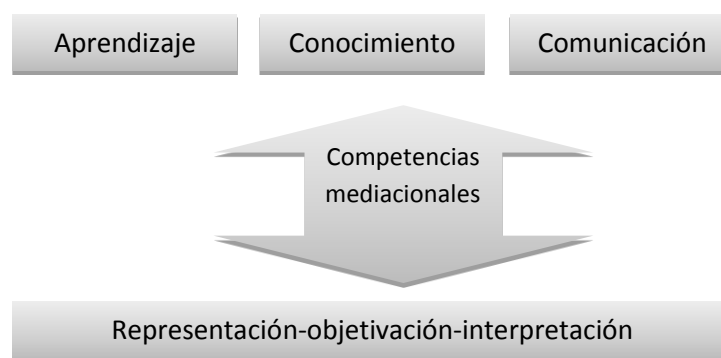 Aprendizaje
Conocimiento
Comunicación
Competencias
mediacionales
Representación-objetivación-interpretación